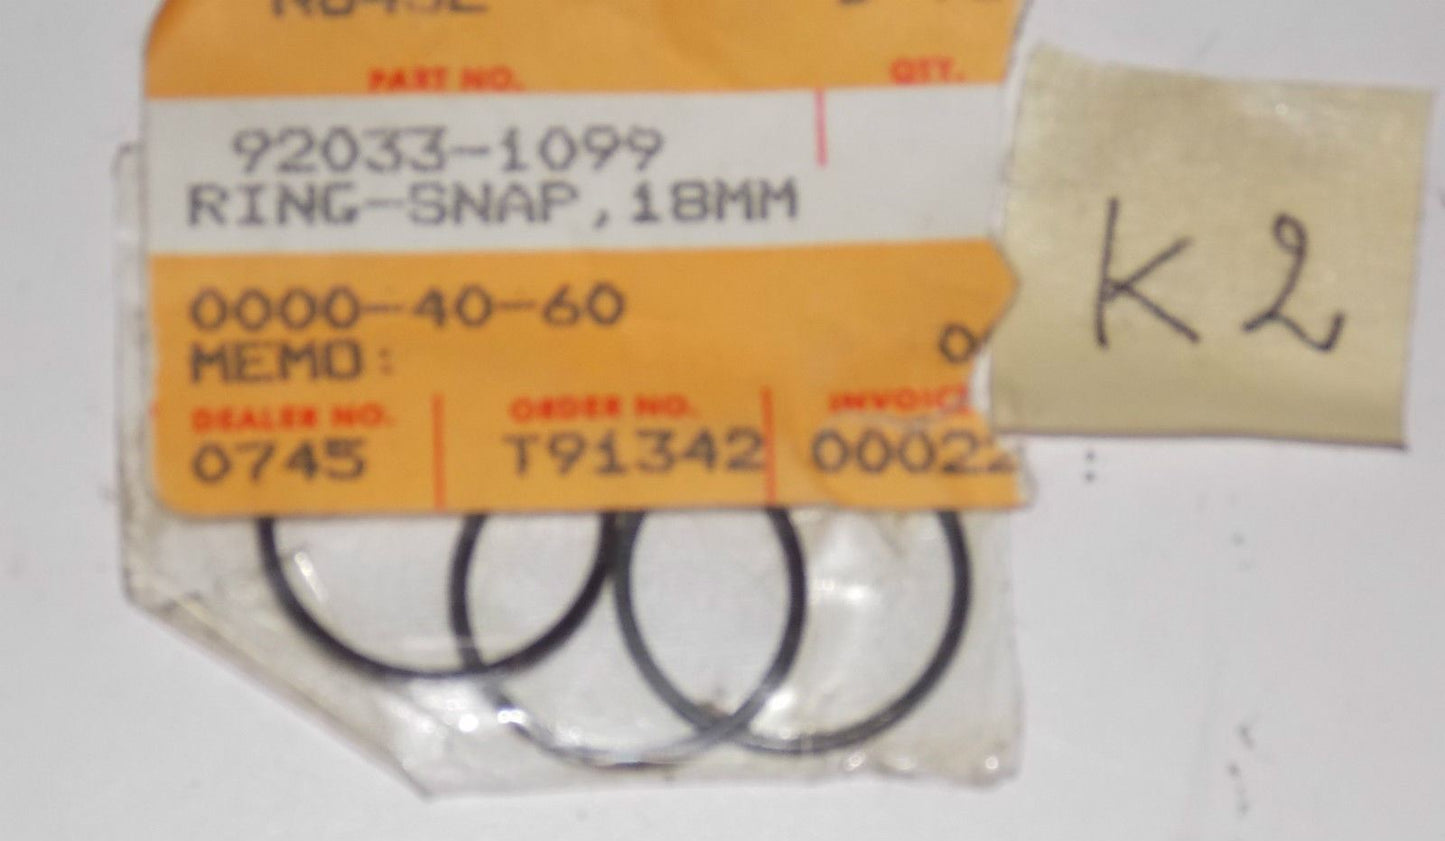 PART NO. QTY.
92033-1099
RING-SNAP,18MM
0000-40-60
MEMO:
DEALER NO. ORDER NO.
0745 T91342
K2